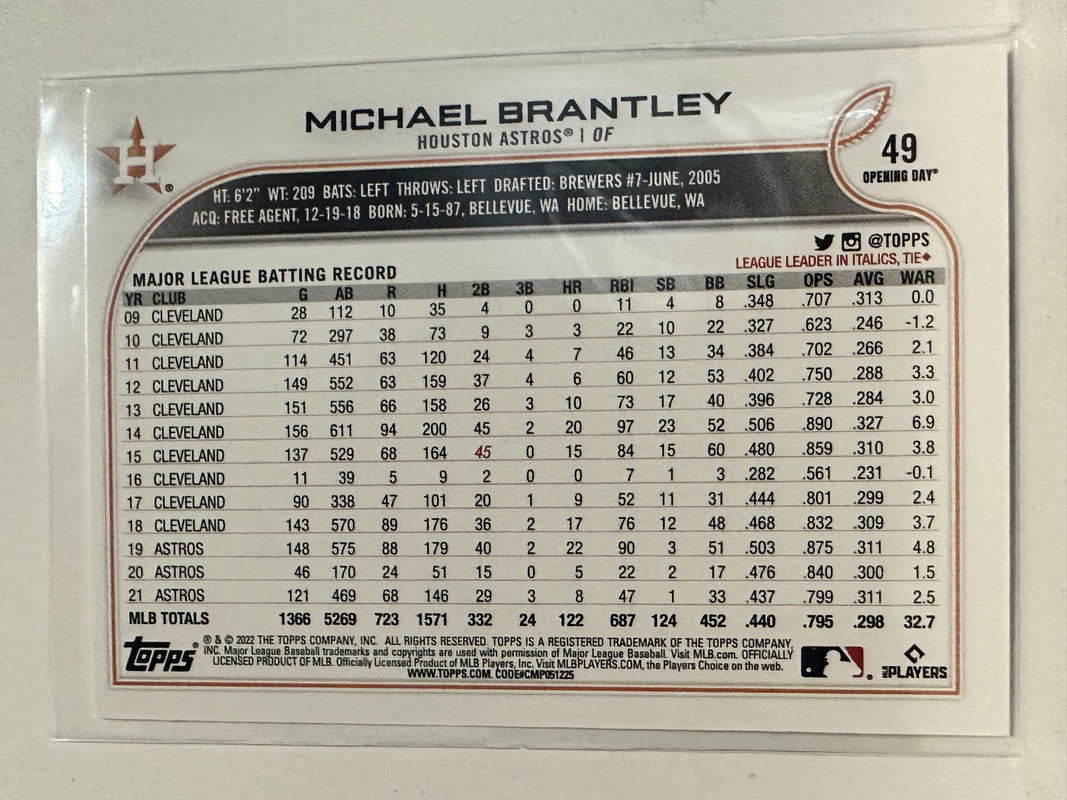 MICHAEL BRANTLEY
HOUSTON ASTROS® | OF
H
®
49
OPENING DAY®
HT: 6'2" WT: 209 BATS: LEFT THROWS: LEFT DRAFTED: BREWERS #7-JUNE, 2005
ACQ: FREE AGENT, 12-19-18 BORN: 5-15-87, BELLEVUE, WA HOME: BELLEVUE, WA
@TOPPS
MAJOR LEAGUE BATTING RECORD
LEAGUE LEADER IN ITALICS, TIE◆
YR CLUB G AB R H 2B 3B HR RBI SB BB SLG OPS AVG WAR
09 CLEVELAND 28 112 10 35 4 0 0 11 4 8 .348 .707 .313 0.0
10 CLEVELAND 72 297 38 73 9 3 3 22 10 22 .327 .623 .246 -1.2
11 CLEVELAND 114 451 63 120 24 4 7 46 13 34 .384 .702 .266 2.1
12 CLEVELAND 149 552 63 159 37 4 6 60 12 53 .402 .750 .288 3.3
13 CLEVELAND 151 556 66 158 26 3 10 73 17 40 .396 .728 .284 3.0
14 CLEVELAND 156 611 94 200 45 2 20 97 23 52 .506 .890 .327 6.9
15 CLEVELAND 137 529 68 164 45 0 15 84 15 60 .480 .859 .310 3.8
16 CLEVELAND 11 39 5 9 2 0 0 7 1 3 .282 .561 .231 -0.1
17 CLEVELAND 90 338 47 101 20 1 9 52 11 31 .444 .801 .299 2.4
18 CLEVELAND 143 570 89 176 36 2 17 76 12 48 .468 .832 .309 3.7
19 ASTROS 148 575 88 179 40 2 22 90 3 51 .503 .875 .311 4.8
20 ASTROS 46 170 24 51 15 0 5 22 2 17 .476 .840 .300 1.5
21 ASTROS 121 469 68 146 29 3 8 47 1 33 .437 .799 .311 2.5
MLB TOTALS 1366 5269 723 1571 332 24 122 687 124 452 .440 .795 .298 32.7
topps®
® & © 2022 THE TOPPS COMPANY, INC. ALL RIGHTS RESERVED. TOPPS IS A REGISTERED TRADEMARK OF THE TOPPS COMPANY,
INC. Major League Baseball trademarks and copyrights are used with permission of Major League Baseball. Visit MLB.com. OFFICIALLY
LICENSED PRODUCT OF MLB. Officially Licensed Product of MLB Players, Inc. Visit MLBPLAYERS.COM, the Players Choice on the web.
WWW.TOPPS.COM. CODE#CMP051225
MLB PLAYERS